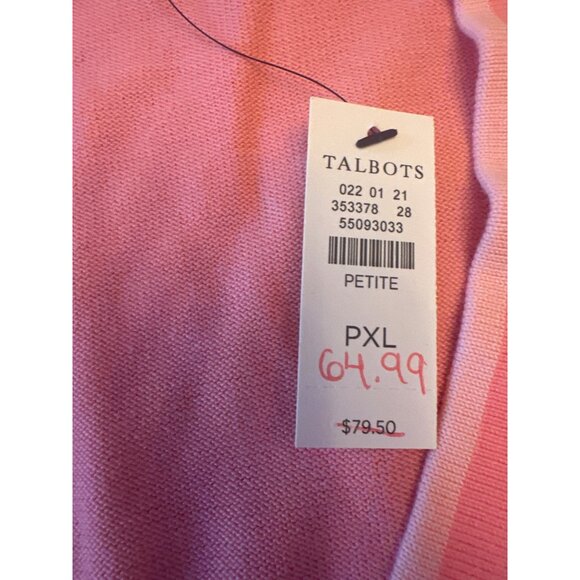 TALBOTS
022 01 21
353378 28
55093033
PETITE
PXL
64.99
$79.50